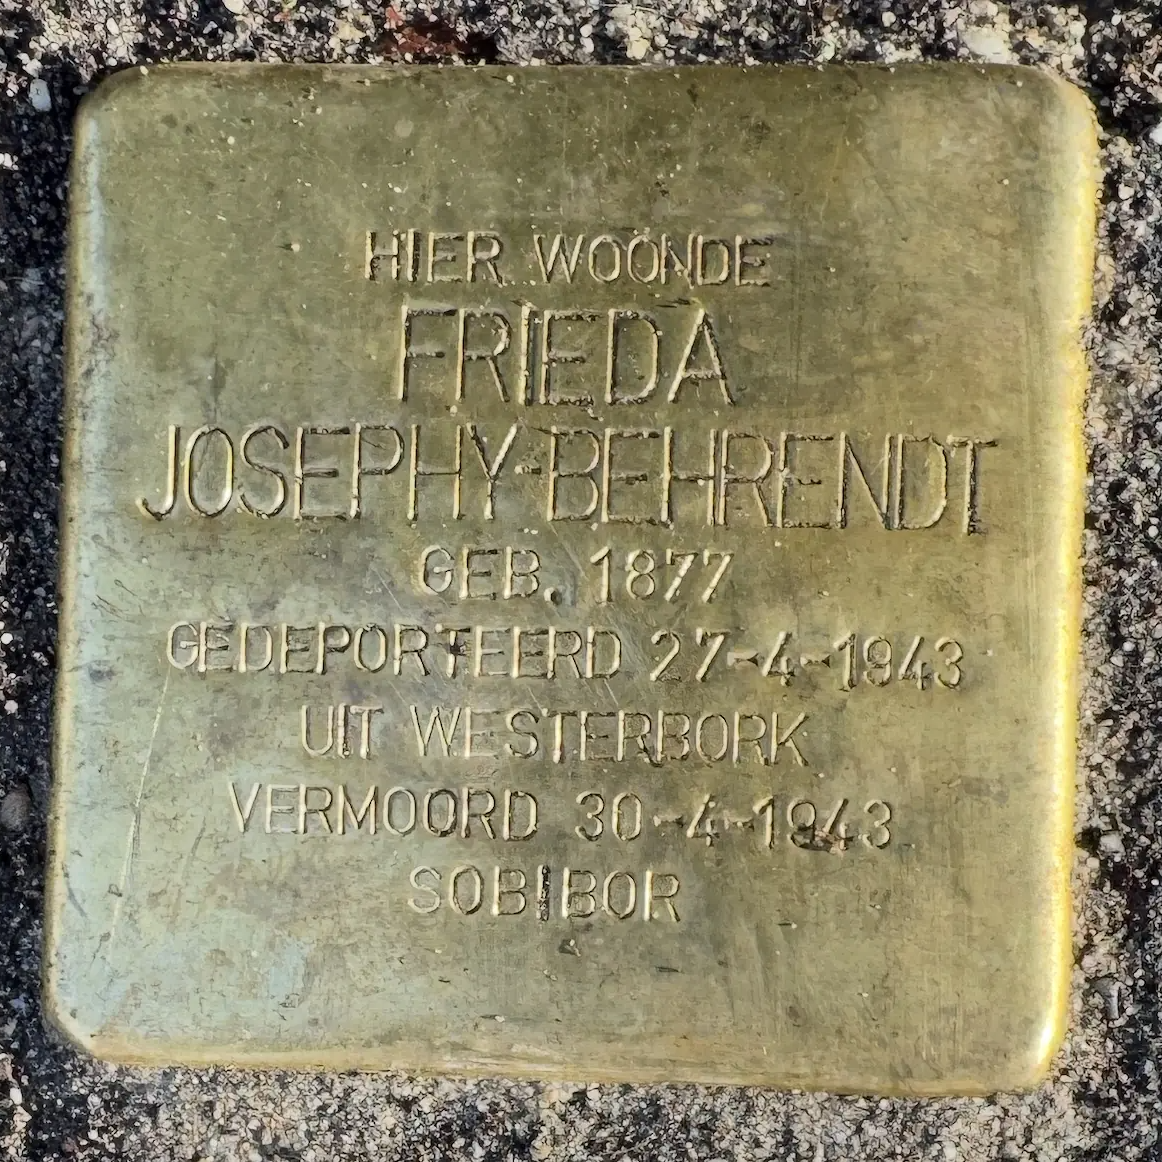 HIER WOONDE
FRIEDA
JOSEPHY-BEHRENDT
GEB. 1877
GEDEPORTEERD 27-4-1943
UIT WESTERBORK
VERMOORD 30-4-1943
SOBIBOR